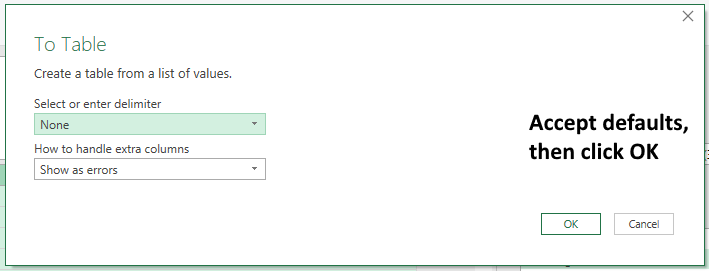 To Table
Create a table from a list of values.
Select or enter delimiter
None
How to handle extra columns
Show as errors
Accept defaults,
then click OK
OK
Cancel